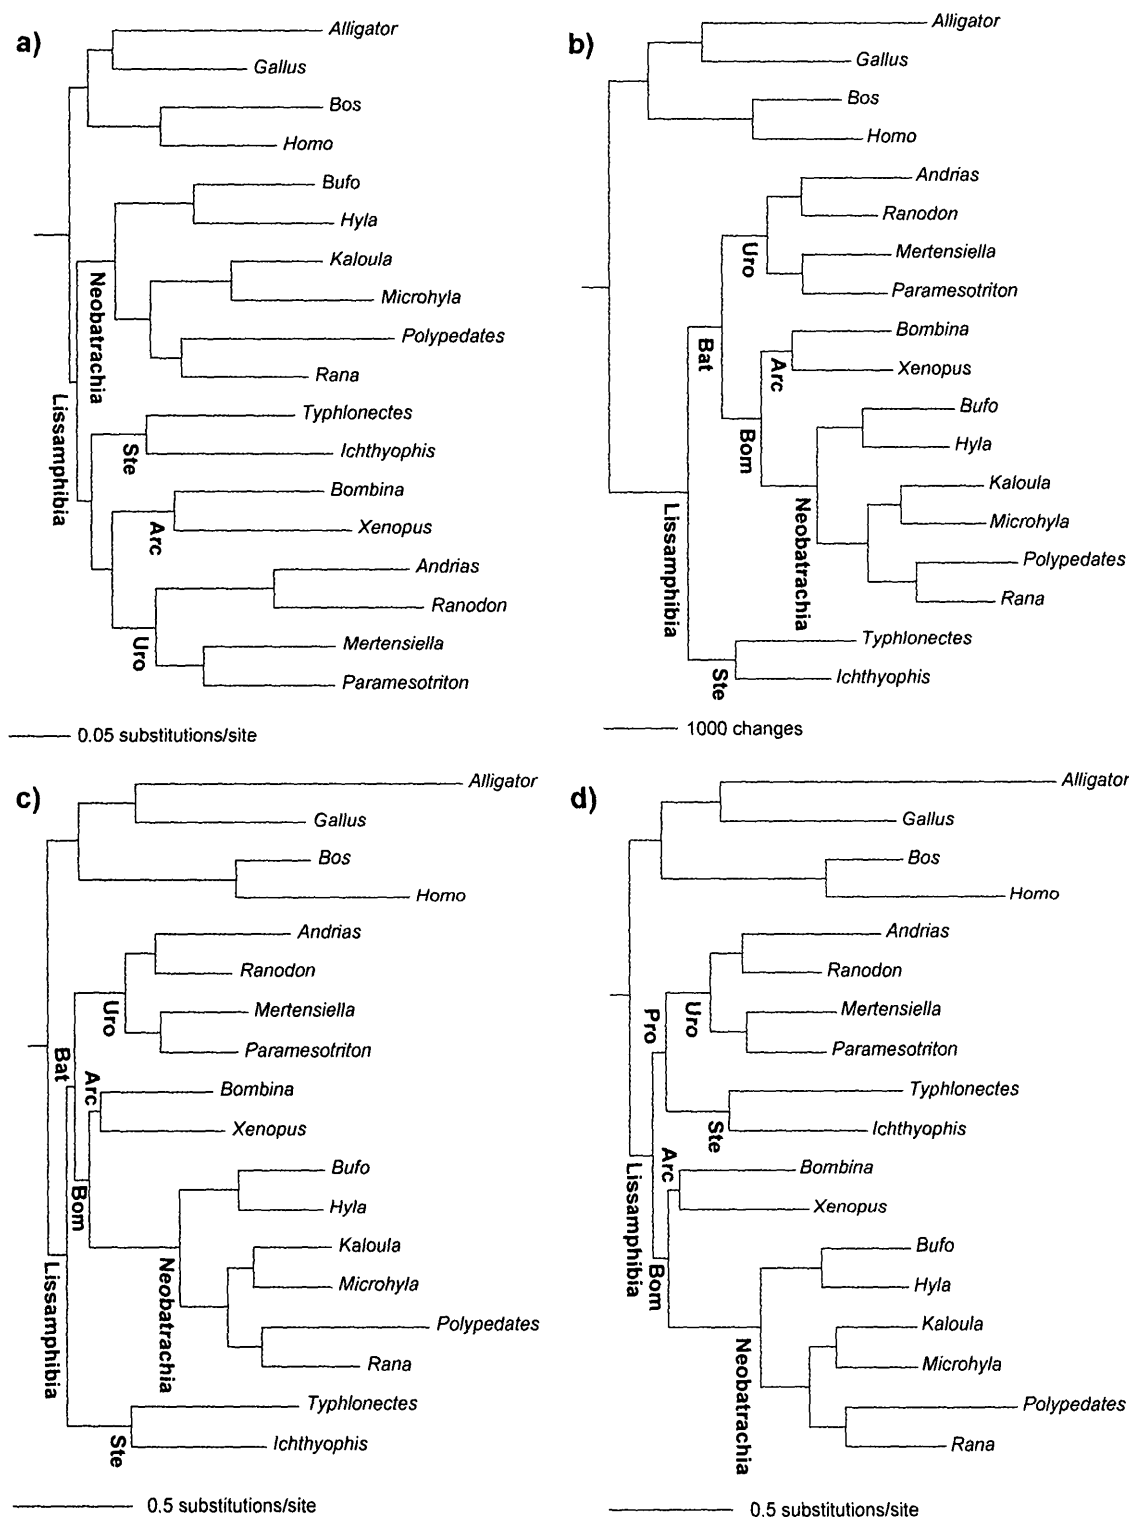 a)
Alligator
Gallus
Bos
Homo
Bufo
Hyla
Kaloula
Microhyla
Polypedates
Rana
Typhlonectes
Ichthyophis
Bombina
Xenopus
Andrias
Ranodon
Mertensiella
Paramesotriton
Neobatrachia
Lissamphibia
Ste
Arc
Uro
0.05 substitutions/site
b)
Alligator
Gallus
Bos
Homo
Andrias
Ranodon
Mertensiella
Paramesotriton
Bombina
Xenopus
Bufo
Hyla
Kaloula
Microhyla
Polypedates
Rana
Typhlonectes
Ichthyophis
Uro
Bat
Arc
Bom
Neobatrachia
Lissamphibia
Ste
1000 changes
c)
Alligator
Gallus
Bos
Homo
Andrias
Ranodon
Mertensiella
Paramesotriton
Bombina
Xenopus
Bufo
Hyla
Kaloula
Microhyla
Polypedates
Rana
Typhlonectes
Ichthyophis
Uro
Bat
Arc
Bom
Neobatrachia
Lissamphibia
Ste
0.5 substitutions/site
d)
Alligator
Gallus
Bos
Homo
Andrias
Ranodon
Mertensiella
Paramesotriton
Typhlonectes
Ichthyophis
Bombina
Xenopus
Bufo
Hyla
Kaloula
Microhyla
Polypedates
Rana
Pro
Uro
Ste
Arc
Lissamphibia
Bom
Neobatrachia
0.5 substitutions/site